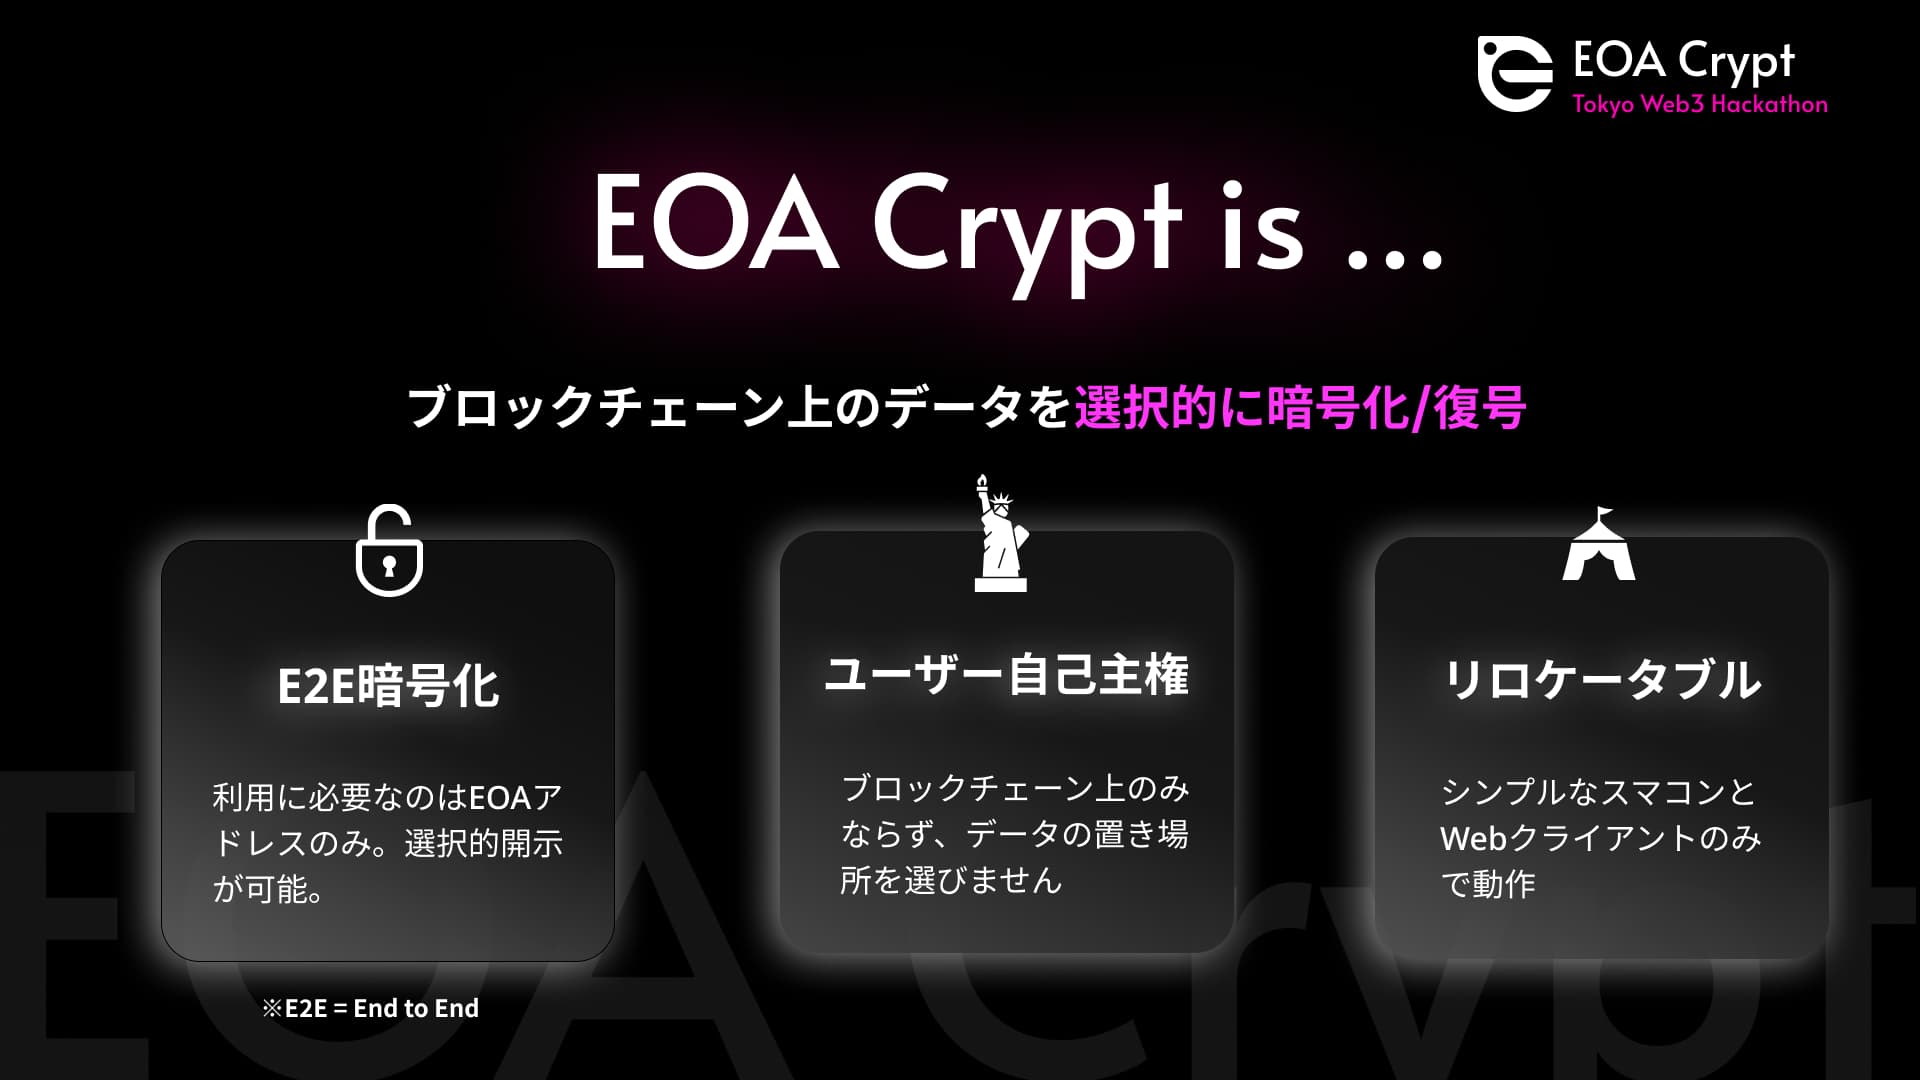 EOA Crypt
Tokyo Web3 Hackathon
EOA Crypt is ...
ブロックチェーン上のデータを選択的に暗号化/復号
E2E暗号化
利用に必要なのはEOAア
ドレスのみ。選択的開示
が可能。
※E2E = End to End
ユーザー自己主権
ブロックチェーン上のみ
ならず、データの置き場
所を選びません
リロケータブル
シンプルなスマコンと
Webクライアントのみ
で動作
EOA Crypt